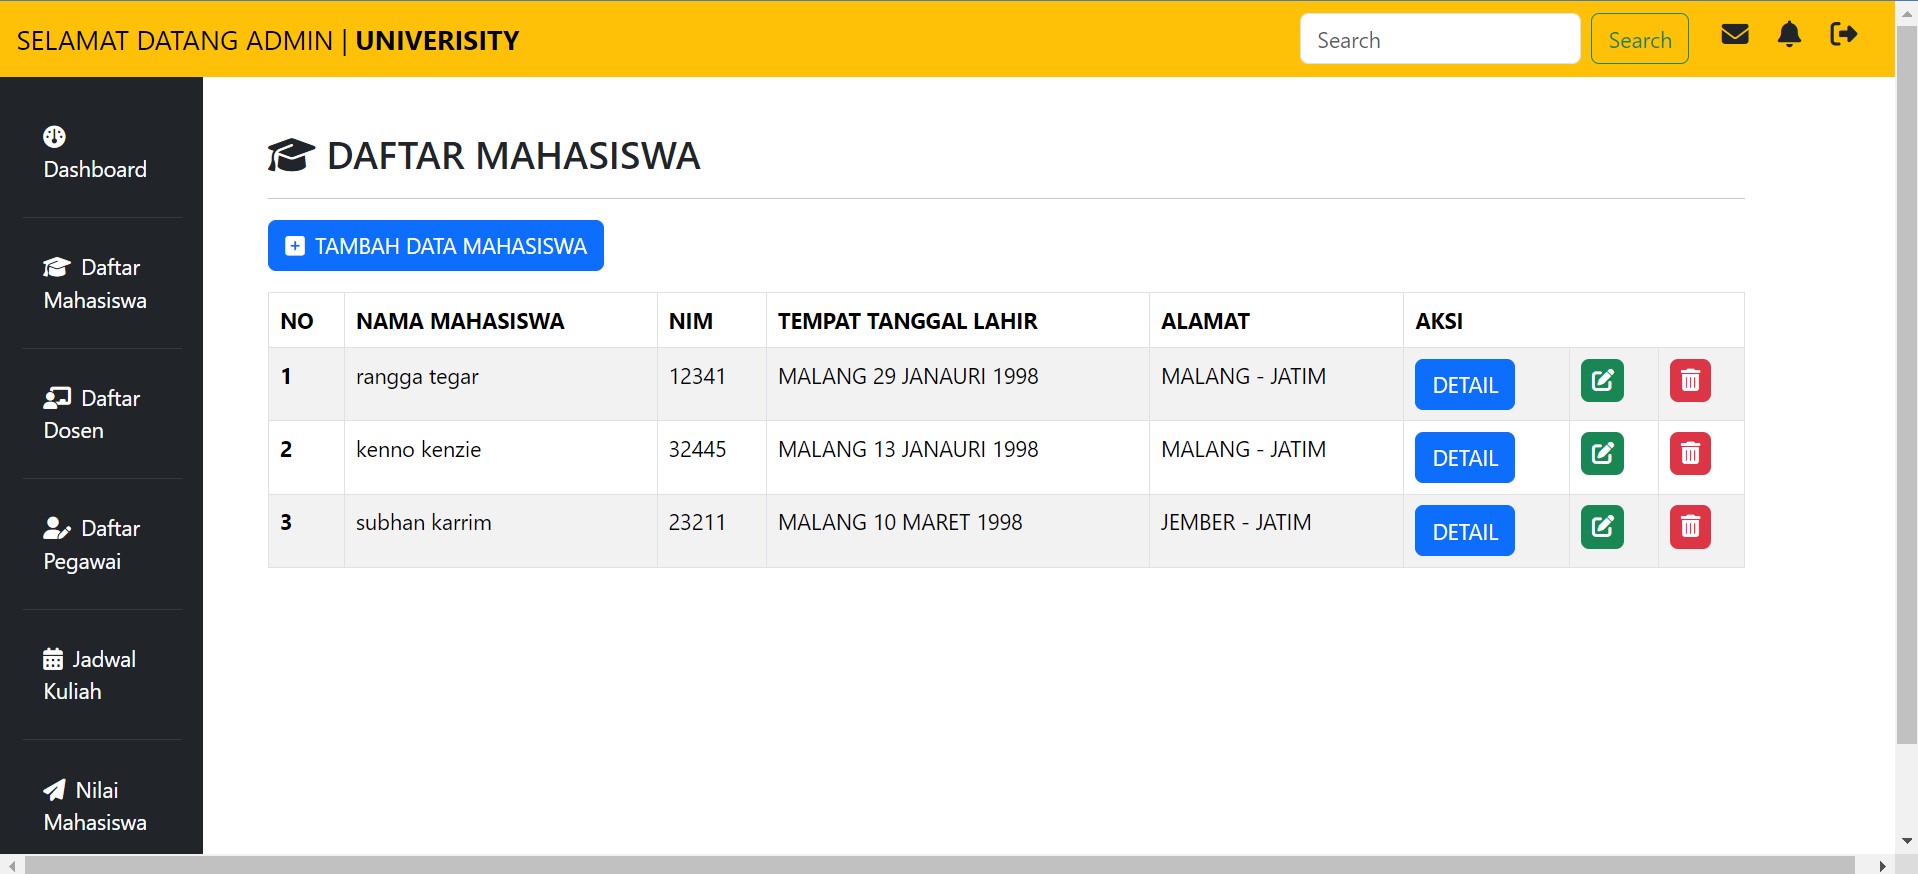 SELAMAT DATANG ADMIN | UNIVERISITY
Search
Search
Dashboard
Daftar
Mahasiswa
Daftar
Dosen
Daftar
Pegawai
Jadwal
Kuliah
Nilai
Mahasiswa
DAFTAR MAHASISWA
TAMBAH DATA MAHASISWA
NO NAMA MAHASISWA NIM TEMPAT TANGGAL LAHIR ALAMAT AKSI
1 rangga tegar 12341 MALANG 29 JANAURI 1998 MALANG - JATIM DETAIL
2 kenno kenzie 32445 MALANG 13 JANAURI 1998 MALANG - JATIM DETAIL
3 subhan karrim 23211 MALANG 10 MARET 1998 JEMBER - JATIM DETAIL